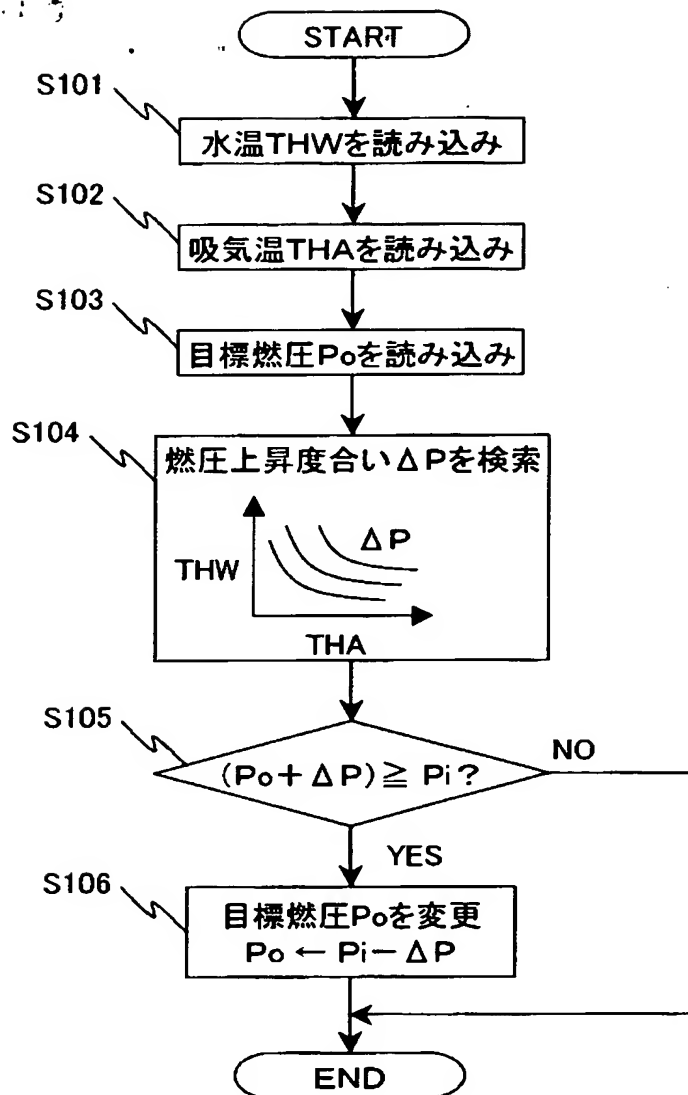 START
S101
水温THWを読み込み
S102
吸気温THAを読み込み
S103
目標燃圧Poを読み込み
S104
燃圧上昇度合いΔPを検索
ΔP
THW
THA
S105
(Po+ΔP)≧Pi?
NO
YES
S106
目標燃圧Poを変更
Po←Pi-ΔP
END